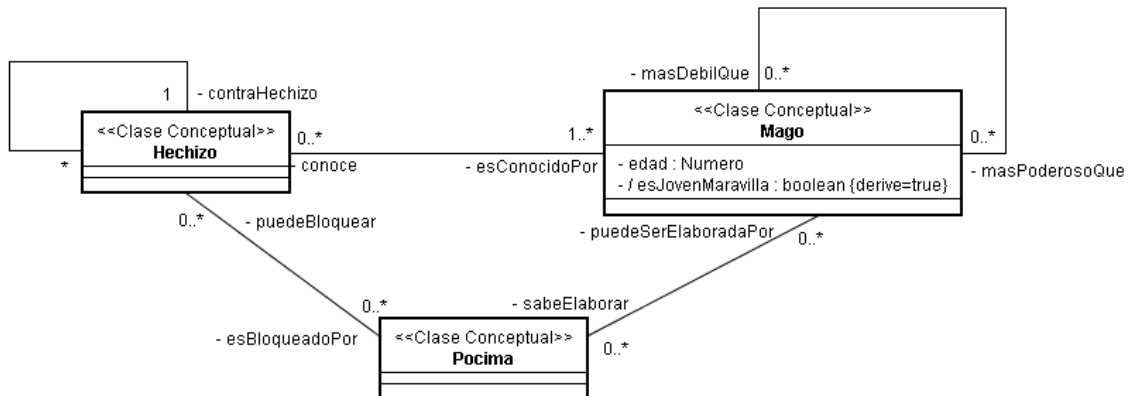 - masDebilQue 0..*
1 - contraHechizo
<<Clase Conceptual>>
Hechizo
*
0..*
- conoce
1..*
- esConocidoPor
<<Clase Conceptual>>
Mago
- edad : Numero
- / esJovenMaravilla : boolean {derive=true}
0..*
- masPoderosoQue
0..* - puedeBloquear
- puedeSerElaboradaPor 0..*
0..*
- esBloqueadoPor
- sabeElaborar
0..*
<<Clase Conceptual>>
Pocima